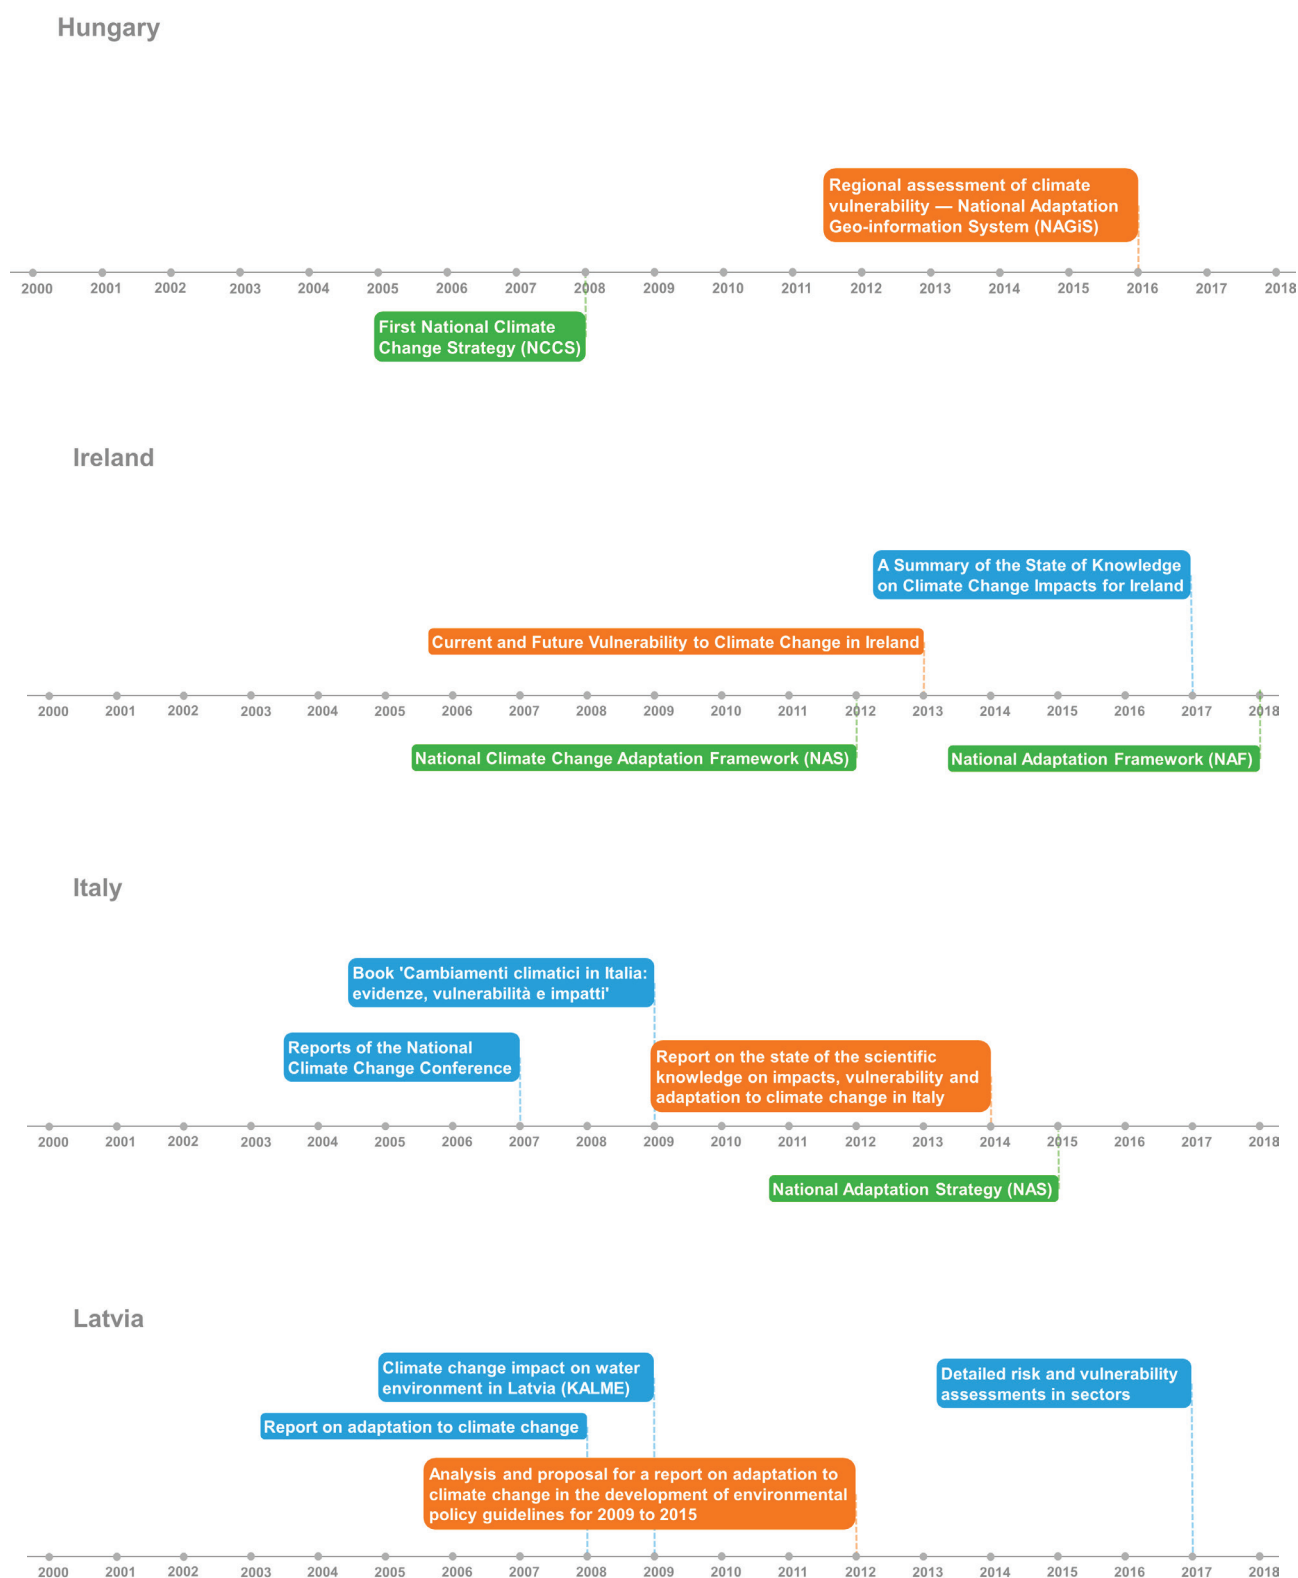 Hungary
Regional assessment of climate
vulnerability — National Adaptation
Geo-information System (NAGiS)
2000 2001 2002 2003 2004 2005 2006 2007 2008 2009 2010 2011 2012 2013 2014 2015 2016 2017 2018
First National Climate
Change Strategy (NCCS)
Ireland
A Summary of the State of Knowledge
on Climate Change Impacts for Ireland
Current and Future Vulnerability to Climate Change in Ireland
2000 2001 2002 2003 2004 2005 2006 2007 2008 2009 2010 2011 2012 2013 2014 2015 2016 2017 2018
National Climate Change Adaptation Framework (NAS)
National Adaptation Framework (NAF)
Italy
Book 'Cambiamenti climatici in Italia:
evidenze, vulnerabilità e impatti'
Reports of the National
Climate Change Conference
Report on the state of the scientific
knowledge on impacts, vulnerability and
adaptation to climate change in Italy
2000 2001 2002 2003 2004 2005 2006 2007 2008 2009 2010 2011 2012 2013 2014 2015 2016 2017 2018
National Adaptation Strategy (NAS)
Latvia
Climate change impact on water
environment in Latvia (KALME)
Detailed risk and vulnerability
assessments in sectors
Report on adaptation to climate change
Analysis and proposal for a report on adaptation to
climate change in the development of environmental
policy guidelines for 2009 to 2015
2000 2001 2002 2003 2004 2005 2006 2007 2008 2009 2010 2011 2012 2013 2014 2015 2016 2017 2018